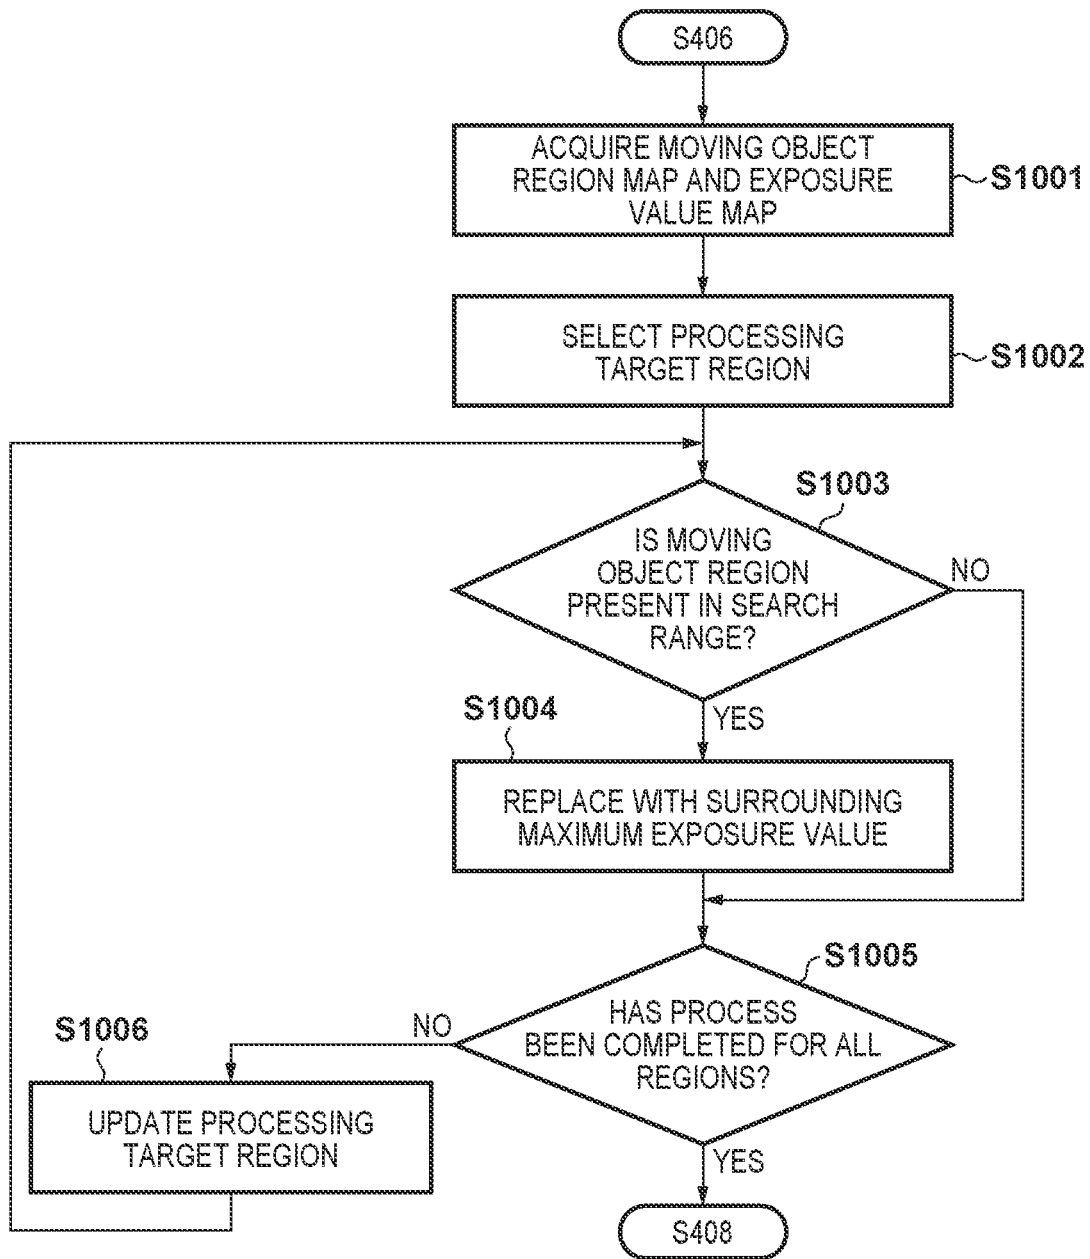 S406
ACQUIRE MOVING OBJECT
REGION MAP AND EXPOSURE
VALUE MAP
S1001
SELECT PROCESSING
TARGET REGION
S1002
S1003
IS MOVING
OBJECT REGION
PRESENT IN SEARCH
RANGE?
NO
YES
S1004
REPLACE WITH SURROUNDING
MAXIMUM EXPOSURE VALUE
S1005
HAS PROCESS
BEEN COMPLETED FOR ALL
REGIONS?
NO
S1006
UPDATE PROCESSING
TARGET REGION
YES
S408